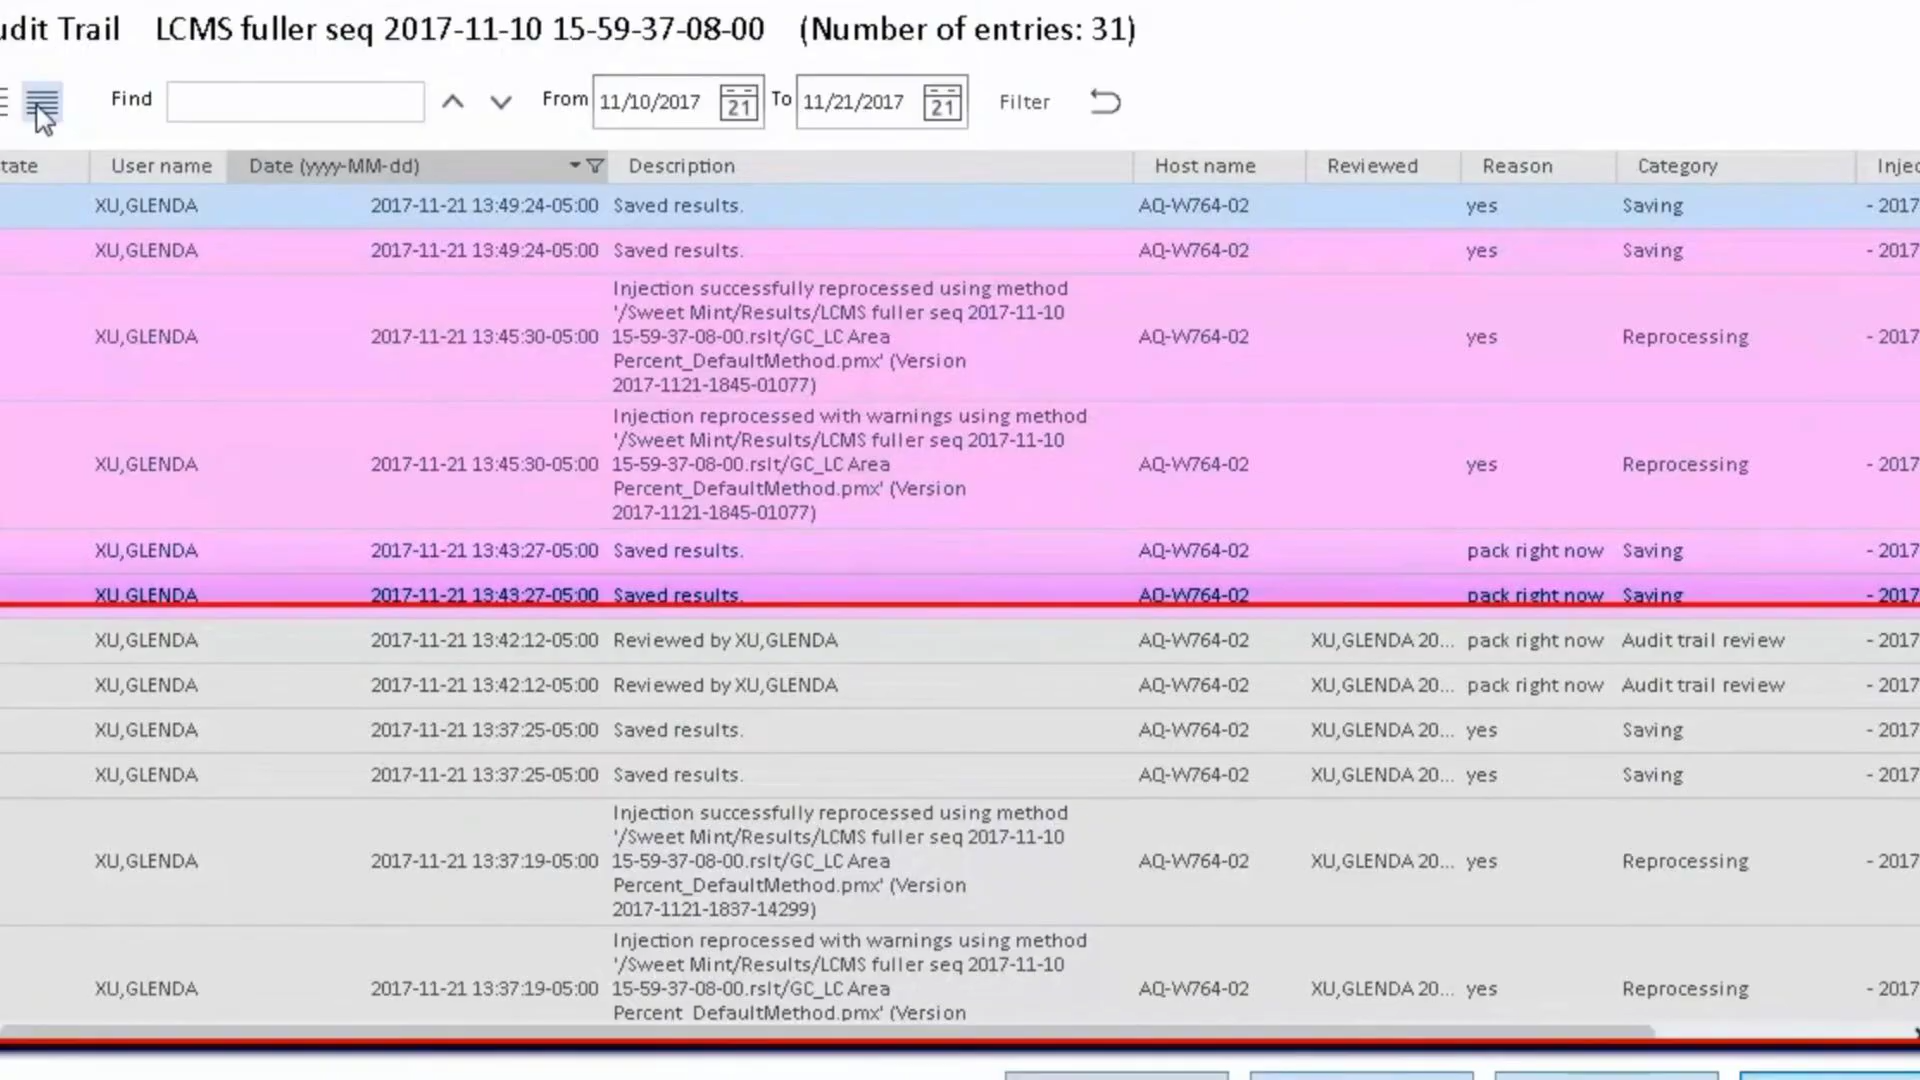 udit Trail LCMS fuller seq 2017-11-10 15-59-37-08-00 (Number of entries: 31)
Find From 11/10/2017 21 To 11/21/2017 21 Filter
tate User name Date (yyyy-MM-dd) Description Host name Reviewed Reason Category Injec
XU,GLENDA 2017-11-21 13:49:24-05:00 Saved results. AQ-W764-02 yes Saving - 2017
XU,GLENDA 2017-11-21 13:49:24-05:00 Saved results. AQ-W764-02 yes Saving - 2017
Injection successfully reprocessed using method
'/Sweet Mint/Results/LCMS fuller seq 2017-11-10
XU,GLENDA 2017-11-21 13:45:30-05:00 15-59-37-08-00.rslt/GC_LC Area AQ-W764-02 yes Reprocessing - 2017
Percent_DefaultMethod.pmx' (Version
2017-1121-1845-01077)
Injection reprocessed with warnings using method
'/Sweet Mint/Results/LCMS fuller seq 2017-11-10
XU,GLENDA 2017-11-21 13:45:30-05:00 15-59-37-08-00.rslt/GC_LC Area AQ-W764-02 yes Reprocessing - 2017
Percent_DefaultMethod.pmx' (Version
2017-1121-1845-01077)
XU,GLENDA 2017-11-21 13:43:27-05:00 Saved results. AQ-W764-02 pack right now Saving - 2017
XU,GLENDA 2017-11-21 13:43:27-05:00 Saved results. AQ-W764-02 pack right now Saving - 2017
XU,GLENDA 2017-11-21 13:42:12-05:00 Reviewed by XU,GLENDA AQ-W764-02 XU,GLENDA 20... pack right now Audit trail review - 2017
XU,GLENDA 2017-11-21 13:42:12-05:00 Reviewed by XU,GLENDA AQ-W764-02 XU,GLENDA 20... pack right now Audit trail review - 2017
XU,GLENDA 2017-11-21 13:37:25-05:00 Saved results. AQ-W764-02 XU,GLENDA 20... yes Saving - 2017
XU,GLENDA 2017-11-21 13:37:25-05:00 Saved results. AQ-W764-02 XU,GLENDA 20... yes Saving - 2017
Injection successfully reprocessed using method
'/Sweet Mint/Results/LCMS fuller seq 2017-11-10
XU,GLENDA 2017-11-21 13:37:19-05:00 15-59-37-08-00.rslt/GC_LC Area AQ-W764-02 XU,GLENDA 20... yes Reprocessing - 2017
Percent_DefaultMethod.pmx' (Version
2017-1121-1837-14299)
Injection reprocessed with warnings using method
'/Sweet Mint/Results/LCMS fuller seq 2017-11-10
XU,GLENDA 2017-11-21 13:37:19-05:00 15-59-37-08-00.rslt/GC_LC Area AQ-W764-02 XU,GLENDA 20... yes Reprocessing - 2017
Percent_DefaultMethod.pmx' (Version